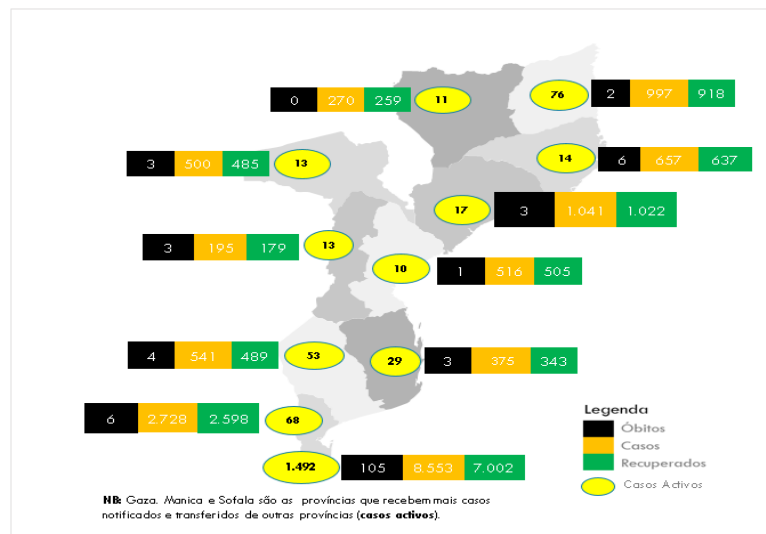 0 270 259 11
76 2 997 918
3 500 485 13
14 6 657 637
17 3 1.041 1.022
3 195 179 13
10 1 516 505
4 541 489 53
29 3 375 343
6 2.728 2.598 68
1.492 105 8.553 7.002
Legenda
Óbitos
Casos
Recuperados
Casos Activos
NB: Gaza. Manica e Sofala são as províncias que recebem mais casos
notificados e transferidos de outras províncias (casos activos).